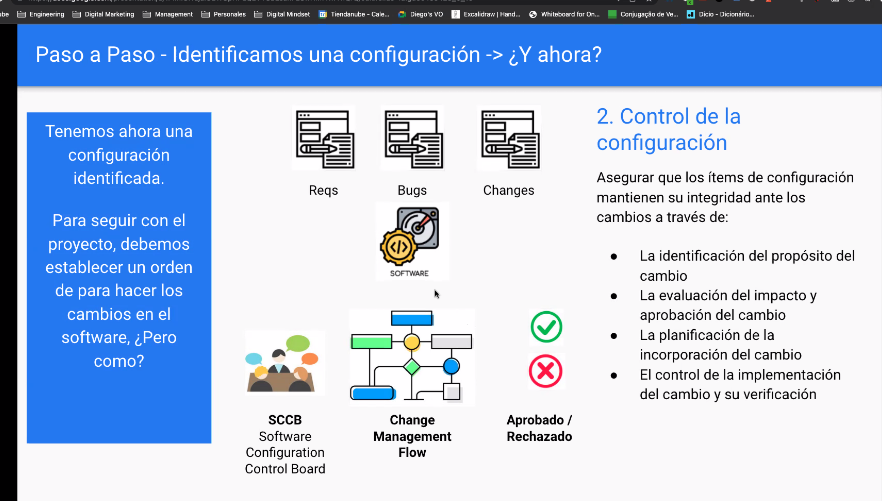 Engineering Digital Marketing Management Personales Digital Mindset Tiendanube - Cale... Diego's VO Excalidraw | Hand... Whiteboard for On... Conjugação de Ve... Dicio - Dicionário...
Paso a Paso - Identificamos una configuración -> ¿Y ahora?
Tenemos ahora una
configuración
identificada.
Para seguir con el
proyecto, debemos
establecer un orden
de para hacer los
cambios en el
software, ¿Pero
como?
Reqs
Bugs
Changes
SOFTWARE
SCCB
Software
Configuration
Control Board
Change
Management
Flow
Aprobado /
Rechazado
2. Control de la
configuración
Asegurar que los ítems de configuración
mantienen su integridad ante los
cambios a través de:
● La identificación del propósito del
cambio
● La evaluación del impacto y
aprobación del cambio
● La planificación de la
incorporación del cambio
● El control de la implementación
del cambio y su verificación